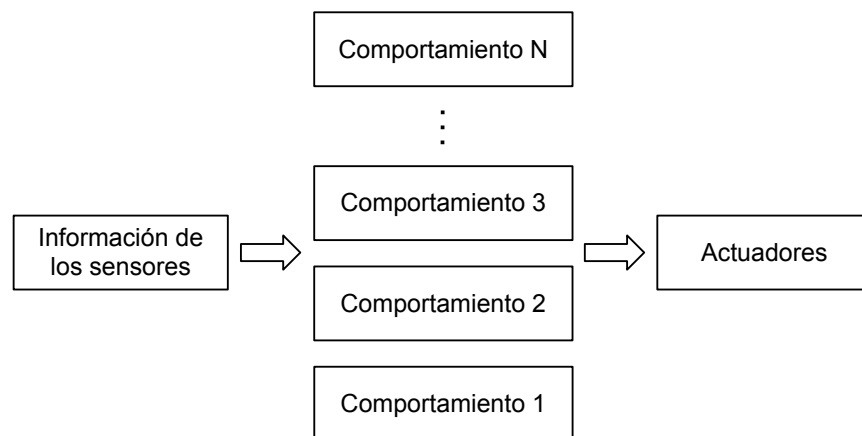 Comportamiento N
⋮
Comportamiento 3
Información de
los sensores
Actuadores
Comportamiento 2
Comportamiento 1